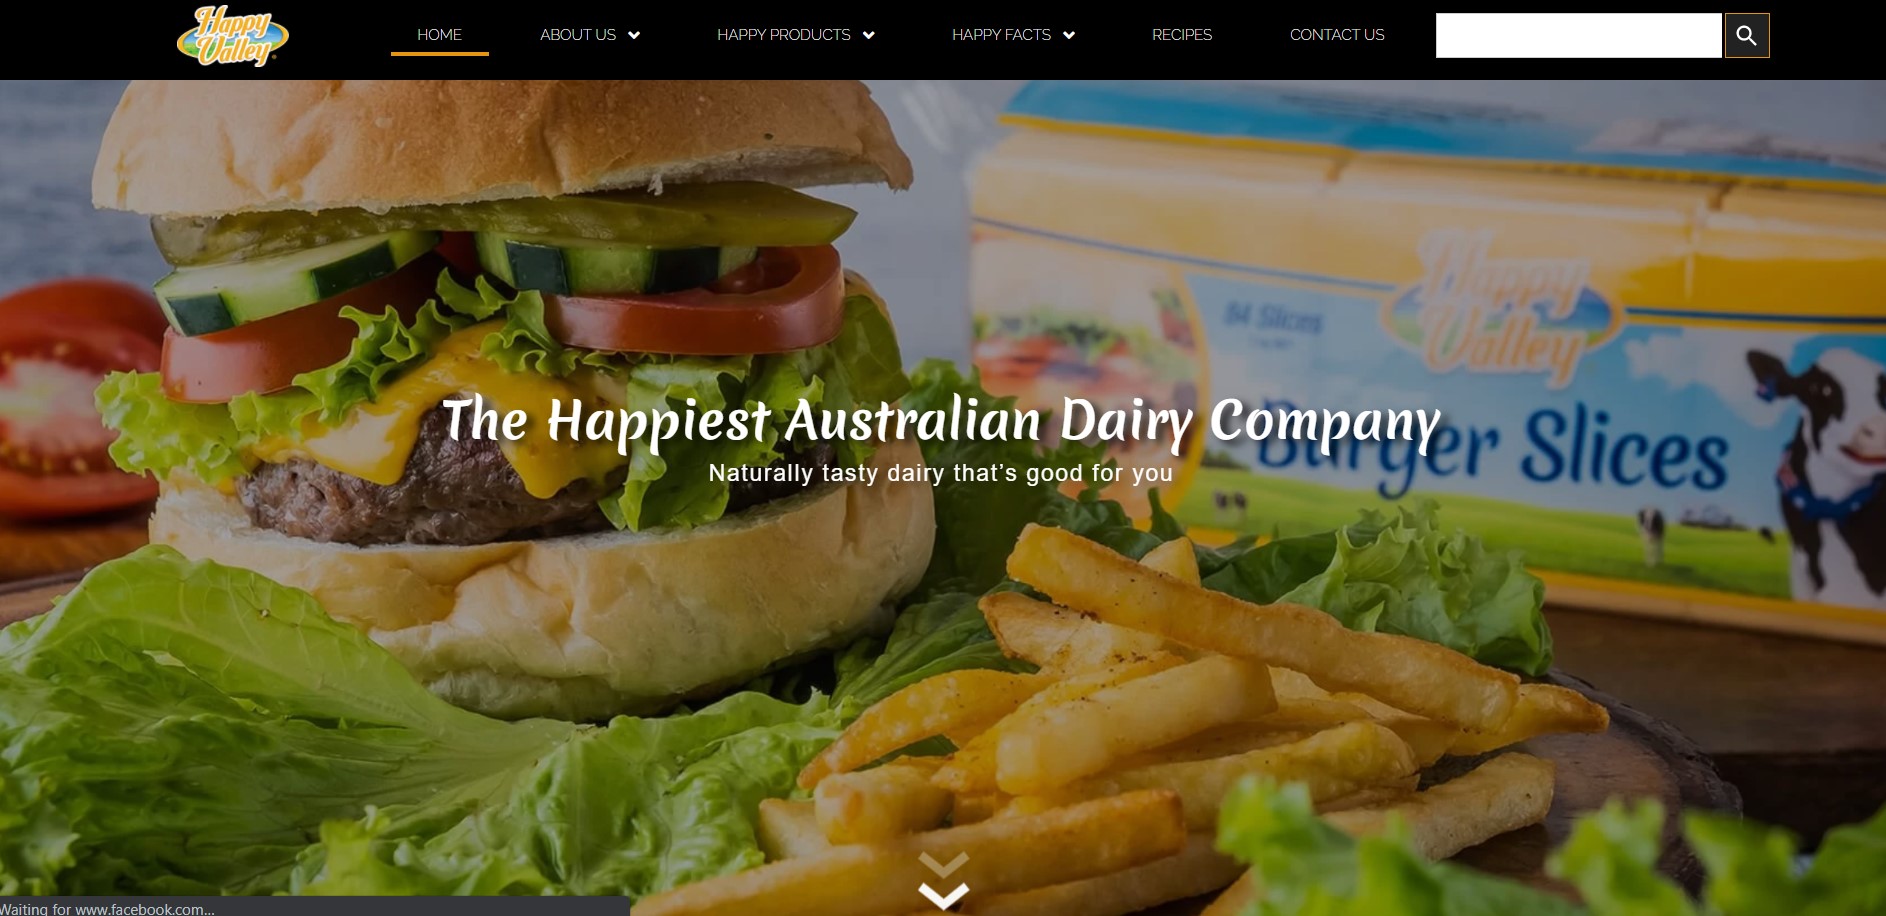 Happy
Valley
HOME
ABOUT US
HAPPY PRODUCTS
HAPPY FACTS
RECIPES
CONTACT US
84 Slices
Happy
Valley
The Happiest Australian Dairy Company
Burger Slices
Naturally tasty dairy that's good for you
Waiting for www.facebook.com...